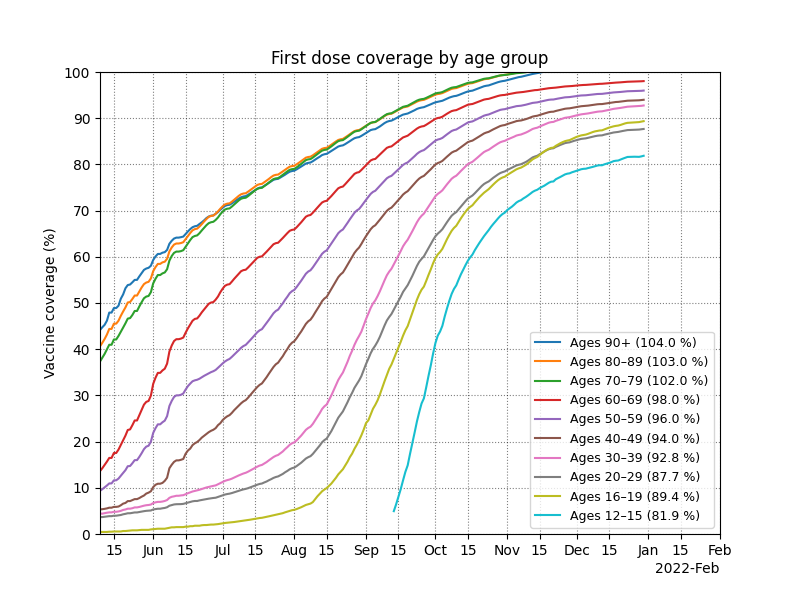 First dose coverage by age group
Vaccine coverage (%)
100
90
80
70
60
50
40
30
20
10
0
Ages 90+ (104.0 %)
Ages 80–89 (103.0 %)
Ages 70–79 (102.0 %)
Ages 60–69 (98.0 %)
Ages 50–59 (96.0 %)
Ages 40–49 (94.0 %)
Ages 30–39 (92.8 %)
Ages 20–29 (87.7 %)
Ages 16–19 (89.4 %)
Ages 12–15 (81.9 %)
15 Jun 15 Jul 15 Aug 15 Sep 15 Oct 15 Nov 15 Dec 15 Jan 15 Feb
2022-Feb